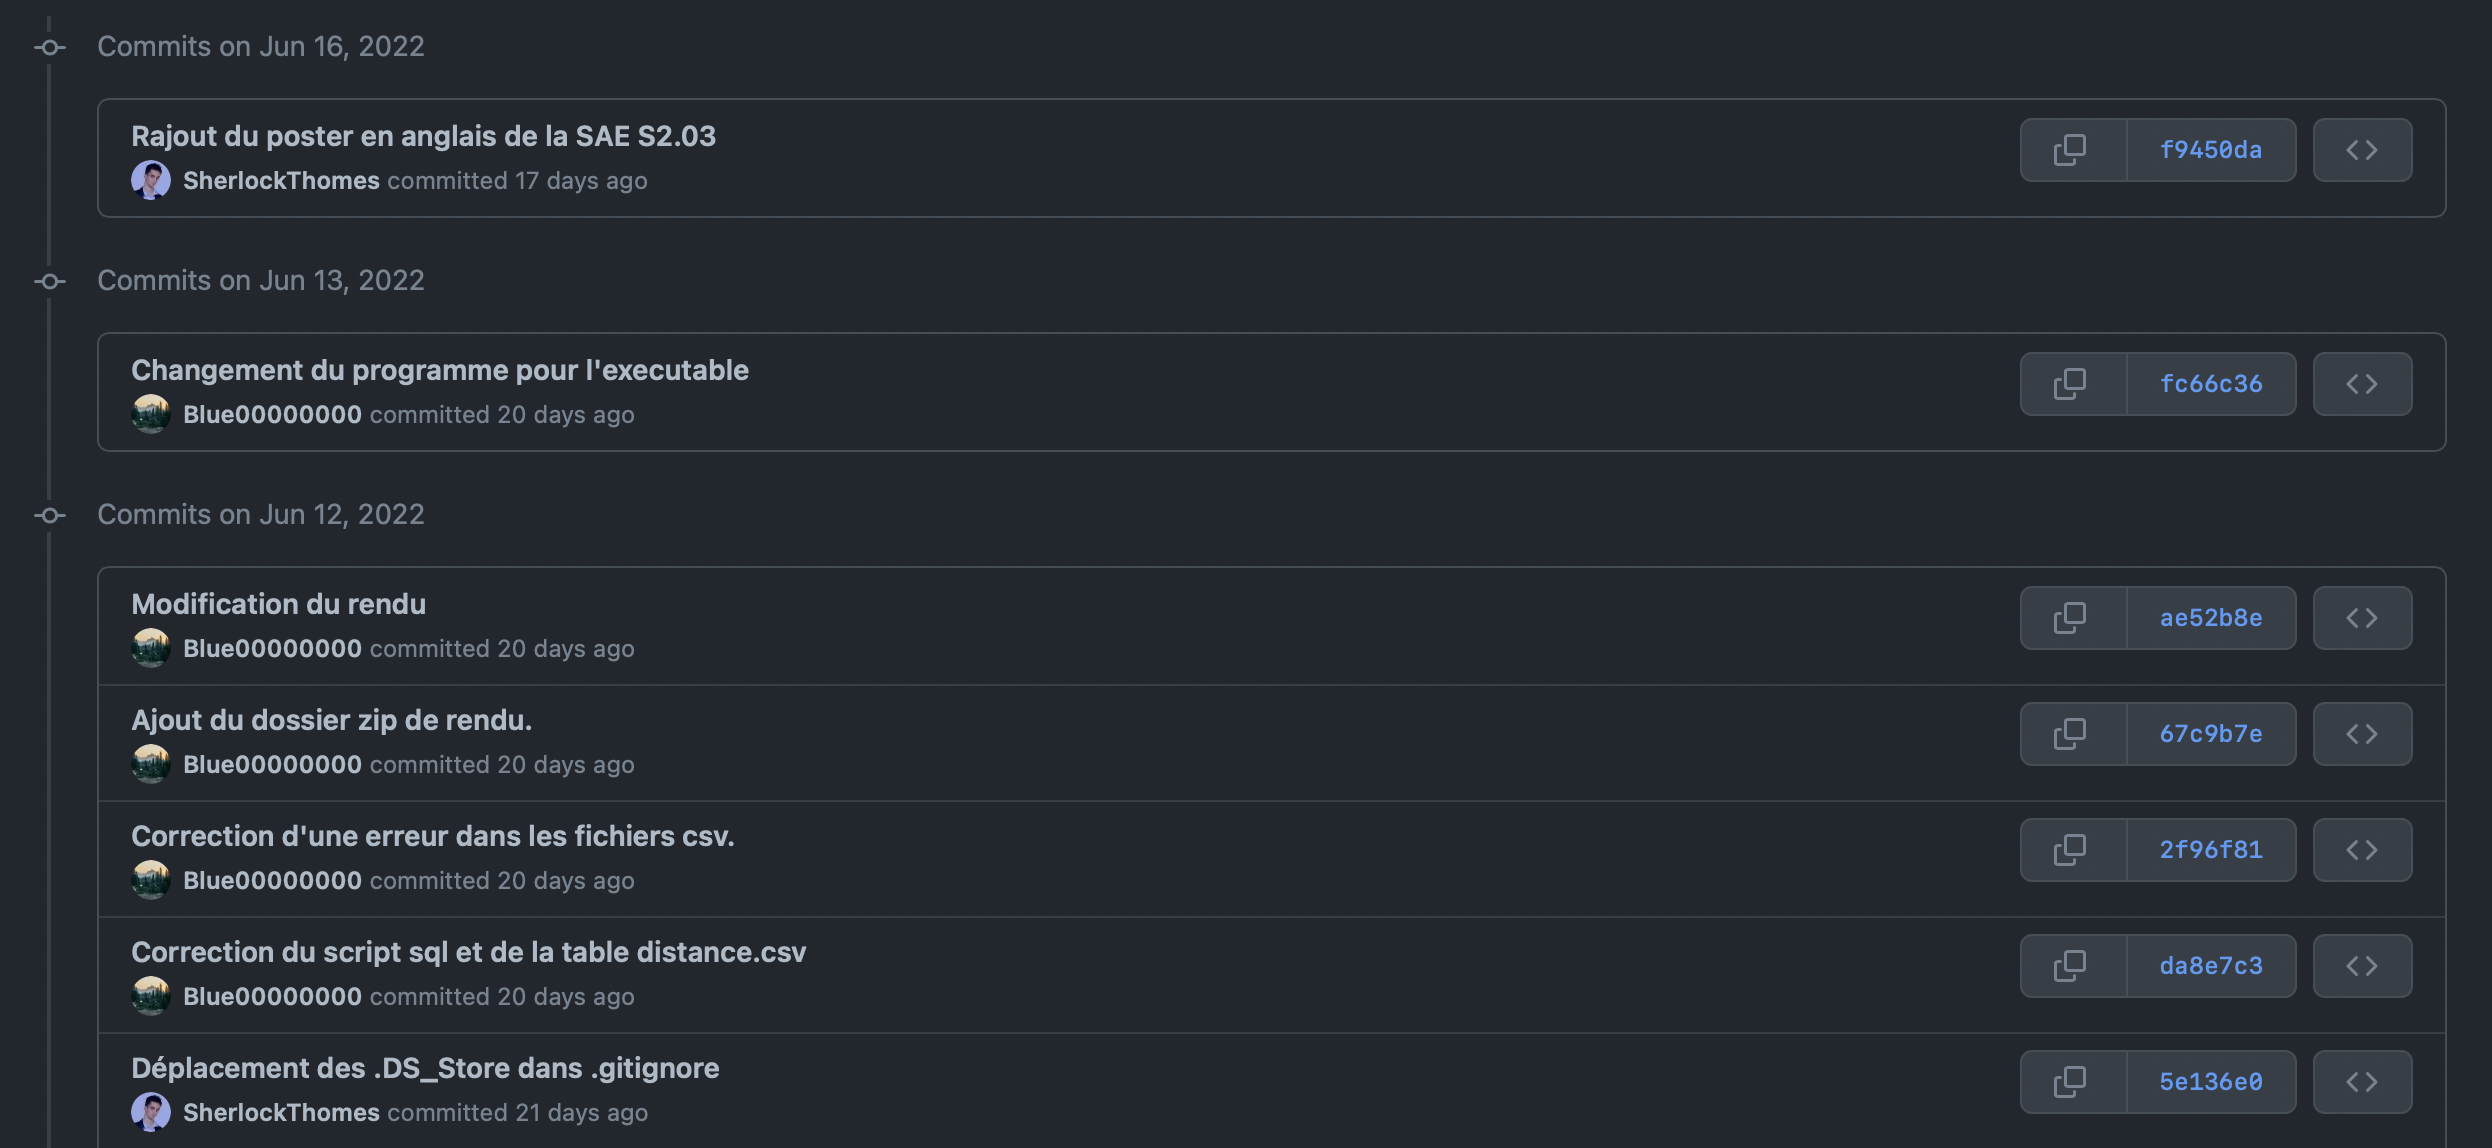 Commits on Jun 16, 2022
Rajout du poster en anglais de la SAE S2.03
f9450da
SherlockThomes committed 17 days ago
Commits on Jun 13, 2022
Changement du programme pour l'executable
fc66c36
Blue00000000 committed 20 days ago
Commits on Jun 12, 2022
Modification du rendu
ae52b8e
Blue00000000 committed 20 days ago
Ajout du dossier zip de rendu.
67c9b7e
Blue00000000 committed 20 days ago
Correction d'une erreur dans les fichiers csv.
2f96f81
Blue00000000 committed 20 days ago
Correction du script sql et de la table distance.csv
da8e7c3
Blue00000000 committed 20 days ago
Déplacement des .DS_Store dans .gitignore
5e136e0
SherlockThomes committed 21 days ago